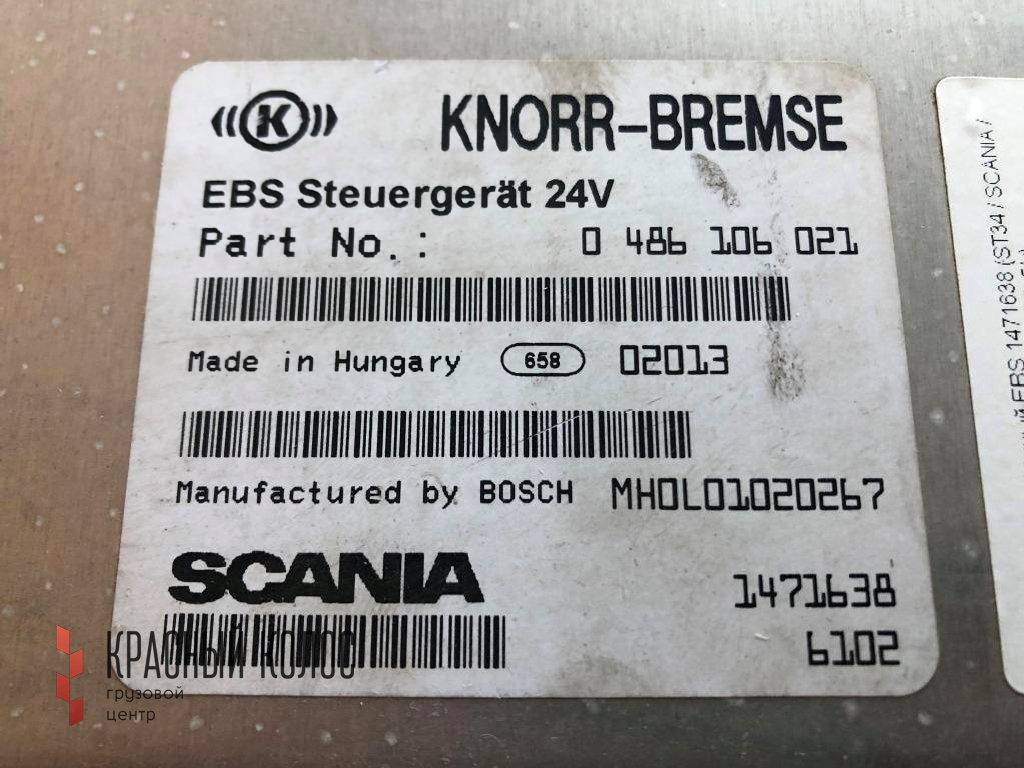 K
KNORR-BREMSE
EBS Steuergerät 24V
Part No.: 0 486 106 021
Made in Hungary 658 02013
Manufactured by BOSCH MH0L01020267
SCANIA
1471638
6102
КРАСНЫЙ КОЛОС
грузовой
центр
EBS 1471638 (ST34 / SCANIA /